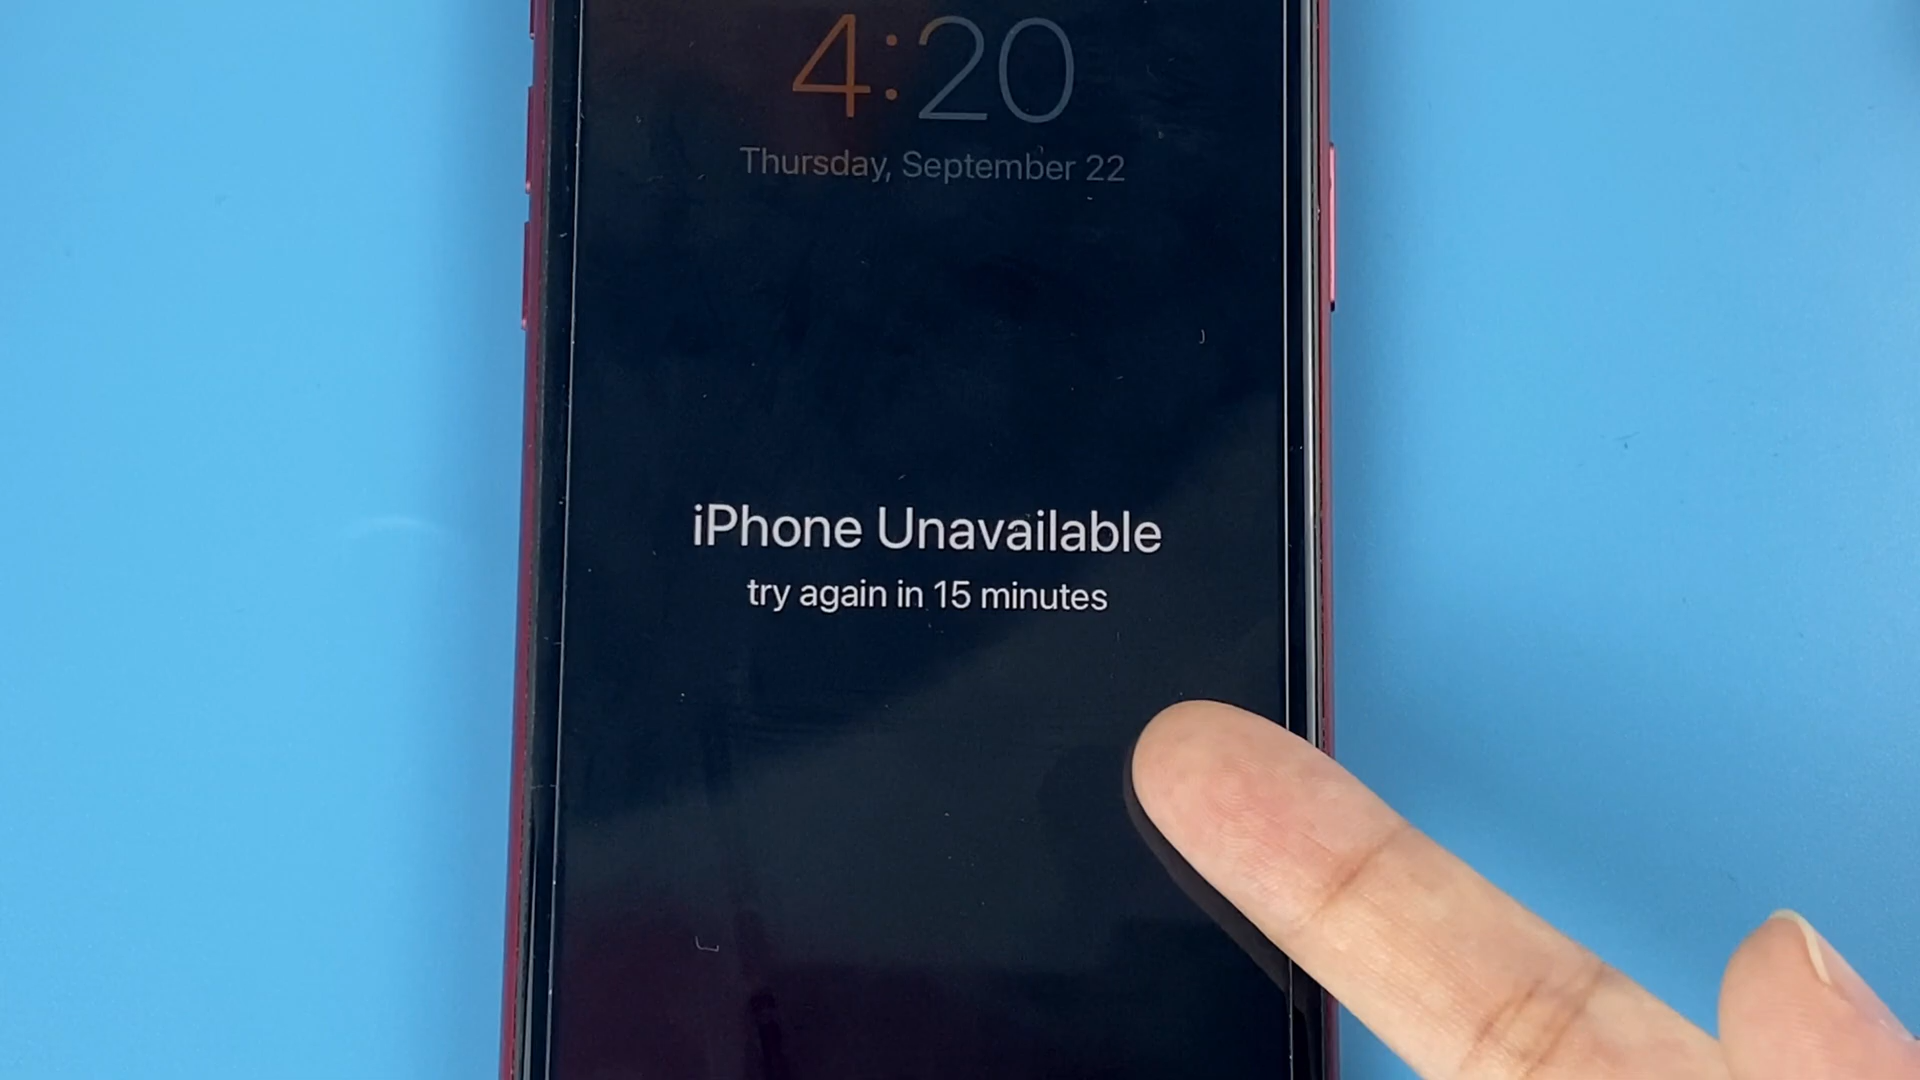 4:20
Thursday, September 22
iPhone Unavailable
try again in 15 minutes